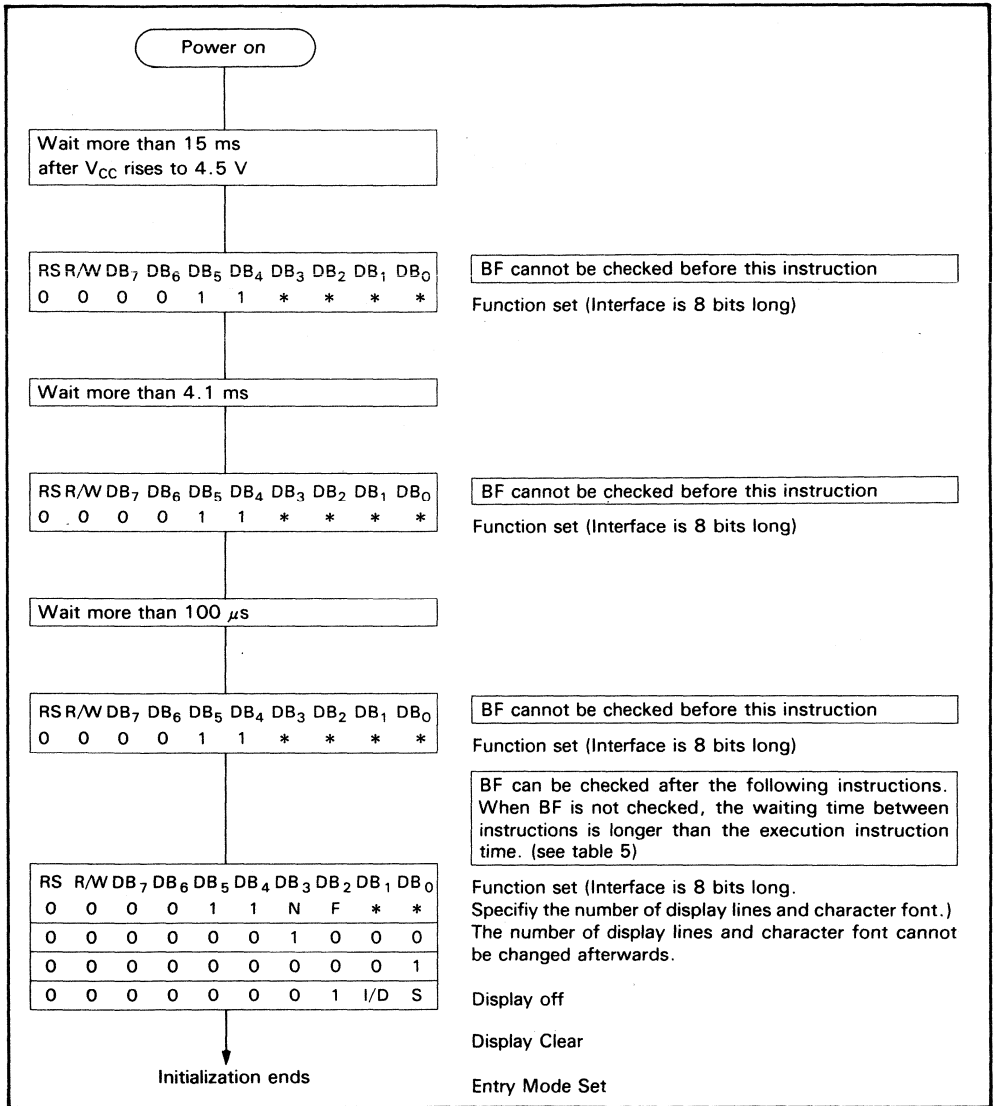 Power on
Wait more than 15 ms
after VCC rises to 4.5 V
RS R/W DB7 DB6 DB5 DB4 DB3 DB2 DB1 DB0
0 0 0 0 1 1 * * * *
BF cannot be checked before this instruction
Function set (Interface is 8 bits long)
Wait more than 4.1 ms
RS R/W DB7 DB6 DB5 DB4 DB3 DB2 DB1 DB0
0 0 0 0 1 1 * * * *
BF cannot be checked before this instruction
Function set (Interface is 8 bits long)
Wait more than 100 μs
RS R/W DB7 DB6 DB5 DB4 DB3 DB2 DB1 DB0
0 0 0 0 1 1 * * * *
BF cannot be checked before this instruction
Function set (Interface is 8 bits long)
BF can be checked after the following instructions.
When BF is not checked, the waiting time between
instructions is longer than the execution instruction
time. (see table 5)
RS R/W DB7 DB6 DB5 DB4 DB3 DB2 DB1 DB0
0 0 0 0 1 1 N F * *
0 0 0 0 0 0 1 0 0 0
0 0 0 0 0 0 0 0 0 1
0 0 0 0 0 0 0 1 I/D S
Function set (Interface is 8 bits long.
Specifiy the number of display lines and character font.)
The number of display lines and character font cannot
be changed afterwards.
Display off
Display Clear
Entry Mode Set
Initialization ends